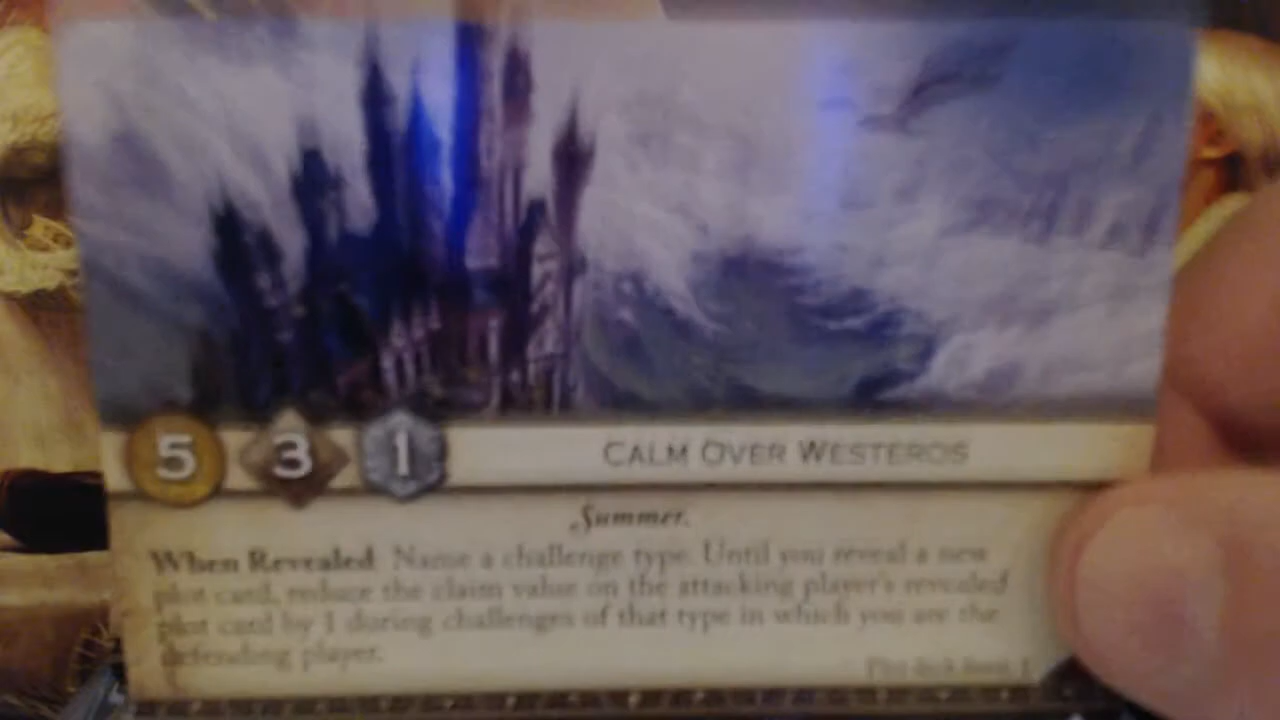 5 3 1 CALM OVER WESTEROS
Summer.
When Revealed Name a challenge type. Until you reveal a new
plot card, reduce the claim value on the attacking player's revealed
plot card by 1 during challenges of that type in which you are the
defending player.